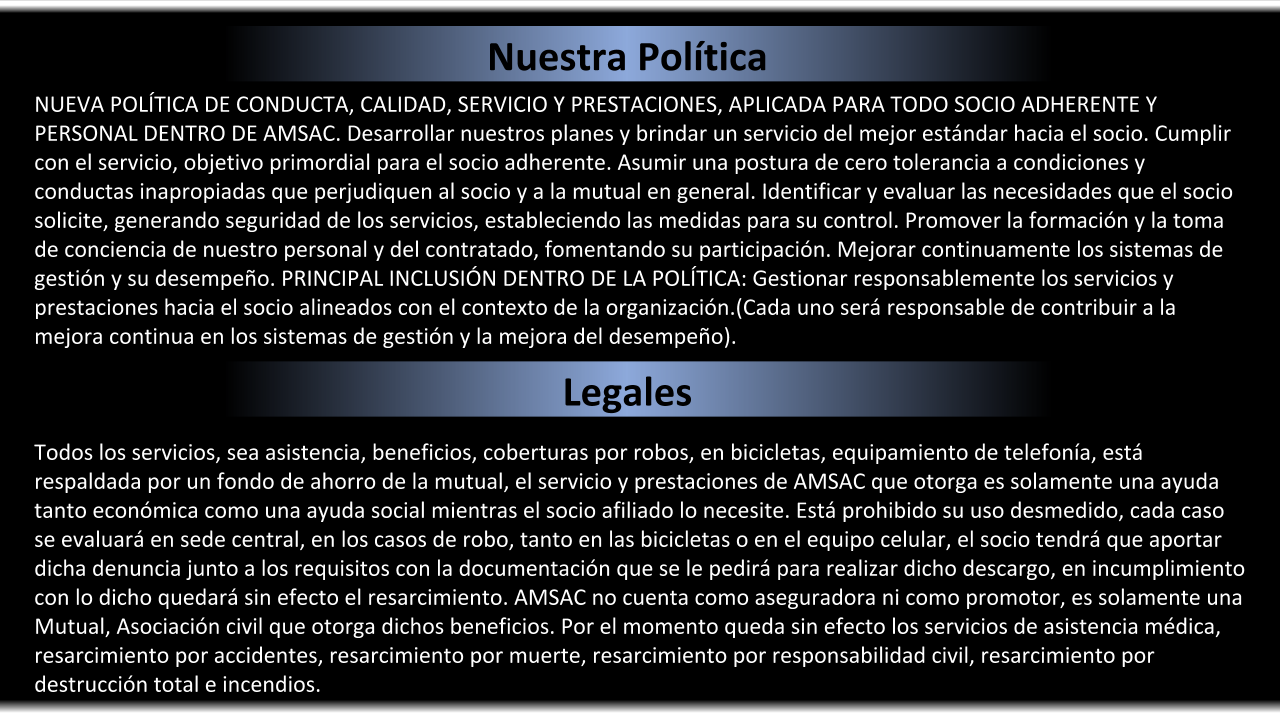 Nuestra Política
NUEVA POLÍTICA DE CONDUCTA, CALIDAD, SERVICIO Y PRESTACIONES, APLICADA PARA TODO SOCIO ADHERENTE Y
PERSONAL DENTRO DE AMSAC. Desarrollar nuestros planes y brindar un servicio del mejor estándar hacia el socio. Cumplir
con el servicio, objetivo primordial para el socio adherente. Asumir una postura de cero tolerancia a condiciones y
conductas inapropiadas que perjudiquen al socio y a la mutual en general. Identificar y evaluar las necesidades que el socio
solicite, generando seguridad de los servicios, estableciendo las medidas para su control. Promover la formación y la toma
de conciencia de nuestro personal y del contratado, fomentando su participación. Mejorar continuamente los sistemas de
gestión y su desempeño. PRINCIPAL INCLUSIÓN DENTRO DE LA POLÍTICA: Gestionar responsablemente los servicios y
prestaciones hacia el socio alineados con el contexto de la organización.(Cada uno será responsable de contribuir a la
mejora continua en los sistemas de gestión y la mejora del desempeño).
Legales
Todos los servicios, sea asistencia, beneficios, coberturas por robos, en bicicletas, equipamiento de telefonía, está
respaldada por un fondo de ahorro de la mutual, el servicio y prestaciones de AMSAC que otorga es solamente una ayuda
tanto económica como una ayuda social mientras el socio afiliado lo necesite. Está prohibido su uso desmedido, cada caso
se evaluará en sede central, en los casos de robo, tanto en las bicicletas o en el equipo celular, el socio tendrá que aportar
dicha denuncia junto a los requisitos con la documentación que se le pedirá para realizar dicho descargo, en incumplimiento
con lo dicho quedará sin efecto el resarcimiento. AMSAC no cuenta como aseguradora ni como promotor, es solamente una
Mutual, Asociación civil que otorga dichos beneficios. Por el momento queda sin efecto los servicios de asistencia médica,
resarcimiento por accidentes, resarcimiento por muerte, resarcimiento por responsabilidad civil, resarcimiento por
destrucción total e incendios.